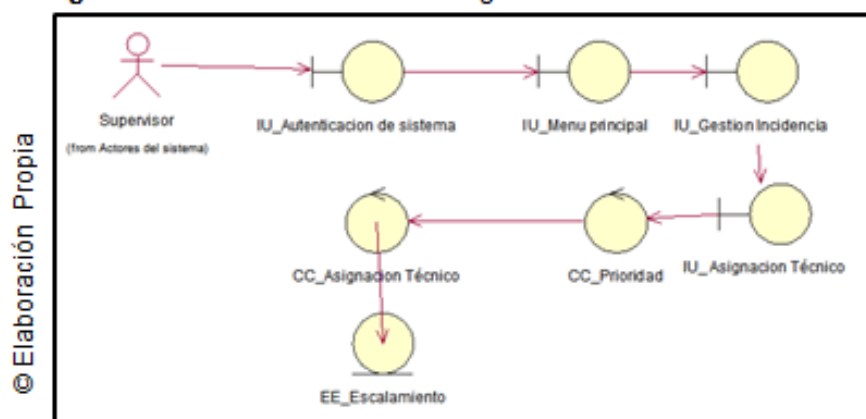 Supervisor
(from Actores del sistema)
IU_Autenticacion de sistema
IU_Menu principal
IU_Gestion Incidencia
CC_Asignacion Técnico
CC_Prioridad
IU_Asignacion Técnico
EE_Escalamiento
© Elaboración Propia